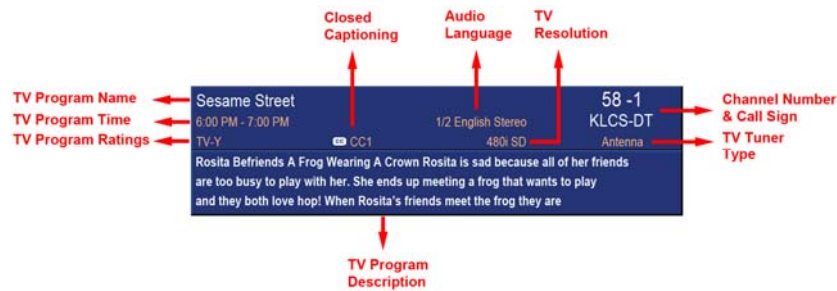 Closed
Captioning
Audio
Language
TV
Resolution
TV Program Name
TV Program Time
TV Program Ratings
Sesame Street
6:00 PM - 7:00 PM
TV-Y
CC CC1
1/2 English Stereo
480i SD
58 -1
KLCS-DT
Antenna
Channel Number
& Call Sign
TV Tuner
Type
Rosita Befriends A Frog Wearing A Crown Rosita is sad because all of her friends
are too busy to play with her. She ends up meeting a frog that wants to play
and they both love hop! When Rosita's friends meet the frog they are
TV Program
Description